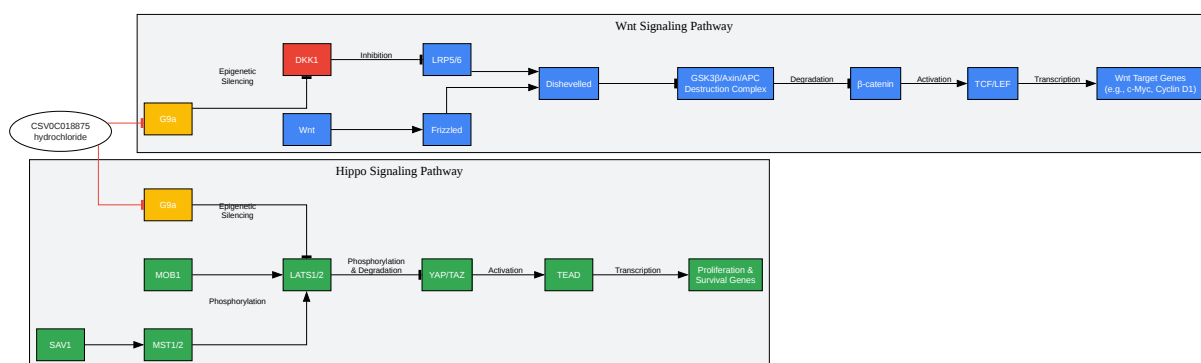 Wnt Signaling Pathway
DKK1
Inhibition
LRP5/6
Epigenetic
Silencing
Dishevelled
GSK3β/Axin/APC
Destruction Complex
Degradation
β-catenin
Activation
TCF/LEF
Transcription
Wnt Target Genes
(e.g., c-Myc, Cyclin D1)
G9a
Wnt
Frizzled
CSV0C018875
hydrochloride
Hippo Signaling Pathway
G9a
Epigenetic
Silencing
MOB1
LATS1/2
Phosphorylation
& Degradation
YAP/TAZ
Activation
TEAD
Transcription
Proliferation &
Survival Genes
Phosphorylation
SAV1
MST1/2